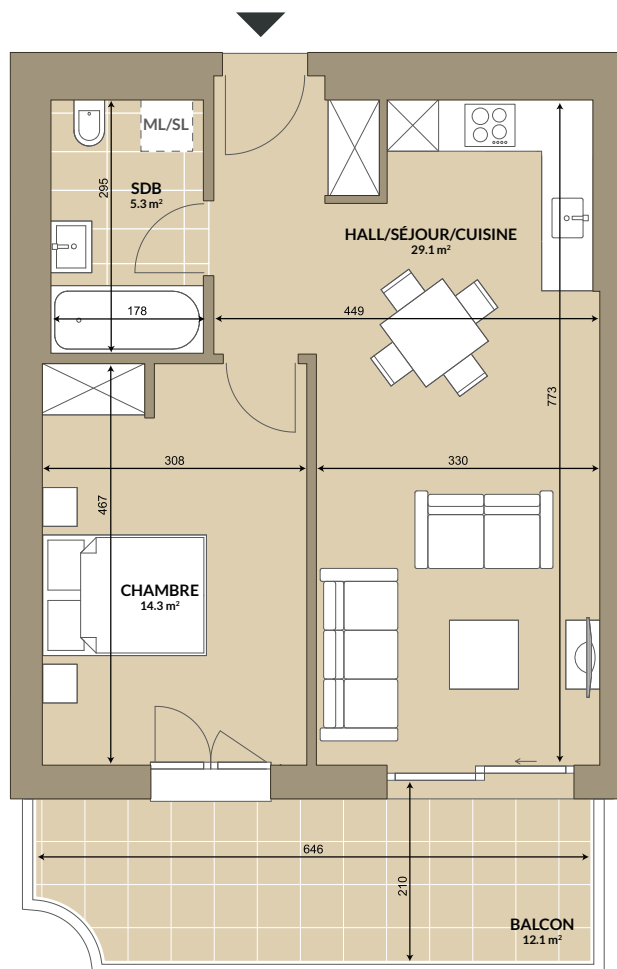 ML/SL
SDB
5.3 m²
295
178
HALL/SÉJOUR/CUISINE
29.1 m²
449
773
308
330
467
CHAMBRE
14.3 m²
646
210
BALCON
12.1 m²